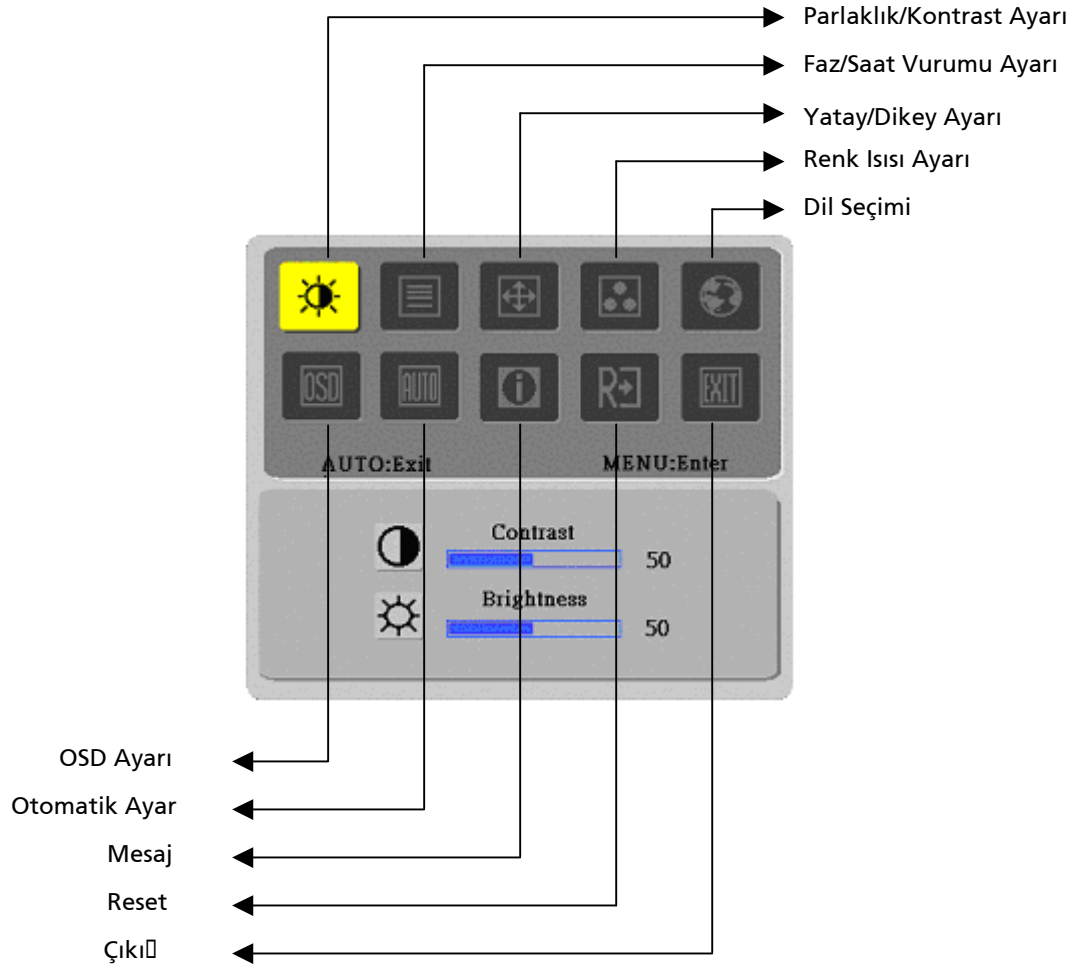 Parlaklık/Kontrast Ayarı
Faz/Saat Vurumu Ayarı
Yatay/Dikey Ayarı
Renk Isısı Ayarı
Dil Seçimi
OSD AUTO i R EXIT
AUTO:Exit MENU:Enter
Contrast
50
Brightness
50
OSD Ayarı
Otomatik Ayar
Mesaj
Reset
Çıkı▯